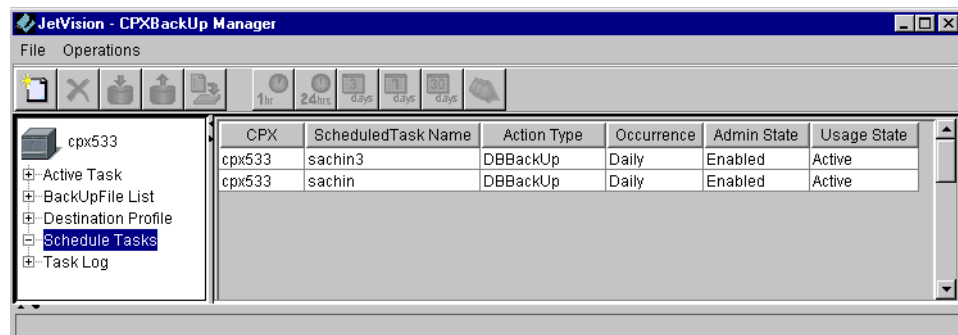 JetVision - CPXBackUp Manager
File Operations
1hr 24hrs 3 days 1 days 30 days
cpx533
Active Task
BackUpFile List
Destination Profile
Schedule Tasks
Task Log
CPX ScheduledTask Name Action Type Occurrence Admin State Usage State
cpx533 sachin3 DBBackUp Daily Enabled Active
cpx533 sachin DBBackUp Daily Enabled Active